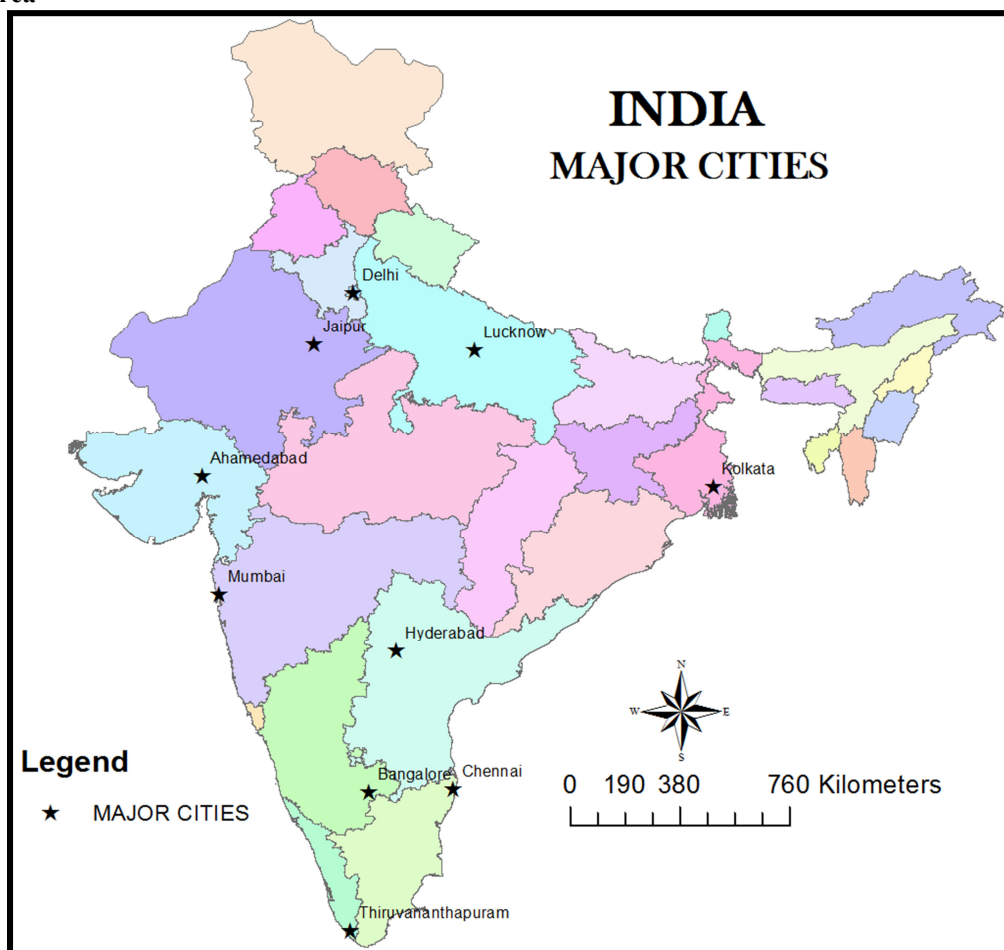 INDIA
MAJOR CITIES
Delhi
Jaipur
Lucknow
Ahamedabad
Kolkata
Mumbai
Hyderabad
N
W E
S
Legend
Bangalore
Chennai
0 190 380 760 Kilometers
MAJOR CITIES
Thiruvananthapuram